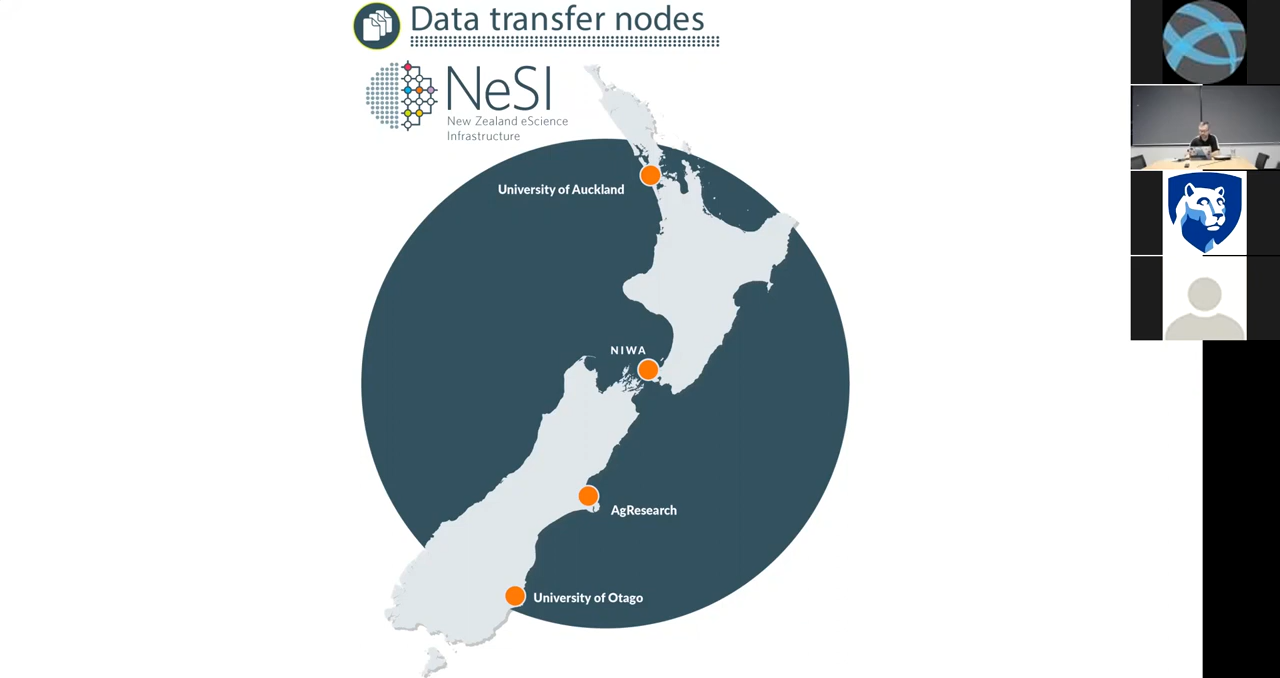 Data transfer nodes
NeSI
New Zealand eScience
Infrastructure
University of Auckland
NIWA
AgResearch
University of Otago